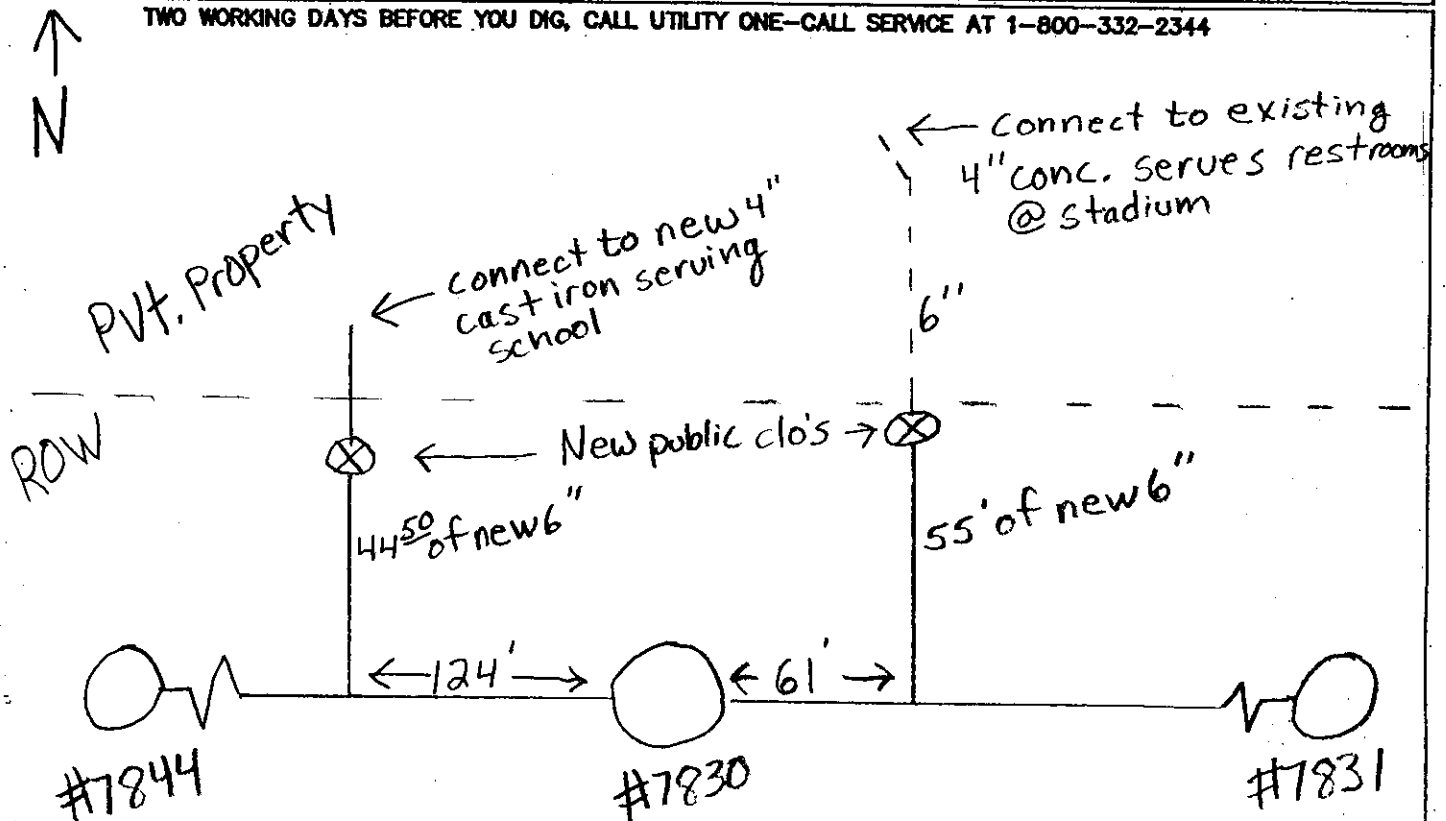 TWO WORKING DAYS BEFORE YOU DIG, CALL UTILITY ONE-CALL SERVICE AT 1-800-332-2344
N
← Connect to existing
4" conc. serves restrooms
@ stadium
Pvt. Property
← connect to new 4"
cast iron serving
school
6"
ROW
← New public clo's →
44 50 of new 6"
55' of new 6"
←124'→
←61'→
#7844
#7830
#7831